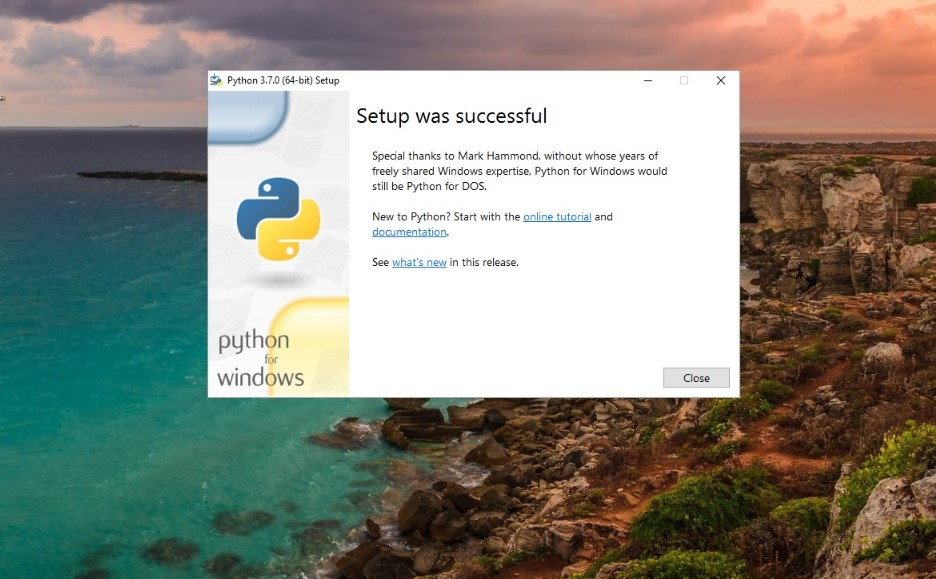 Python 3.7.0 (64-bit) Setup
Setup was successful
Special thanks to Mark Hammond, without whose years of
freely shared Windows expertise, Python for Windows would
still be Python for DOS.
New to Python? Start with the online tutorial and
documentation.
See what's new in this release.
python
for
windows
Close